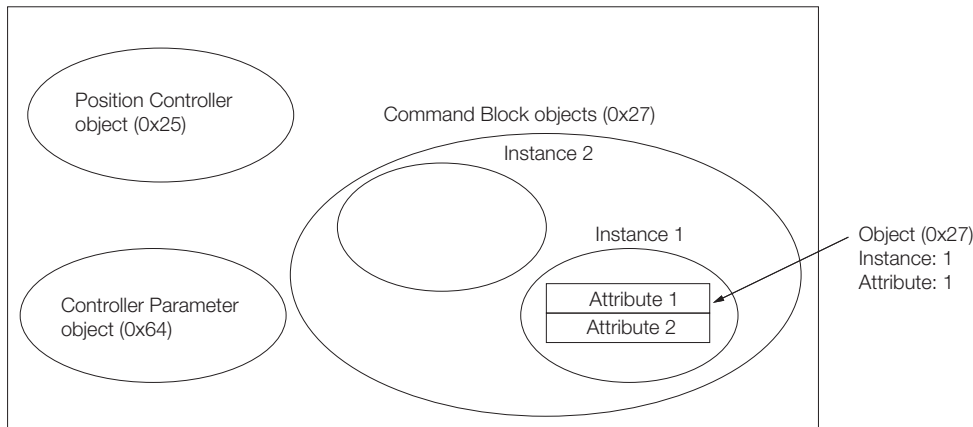 Position Controller
object (0x25)
Command Block objects (0x27)
Instance 2
Instance 1
Object (0x27)
Instance: 1
Attribute: 1
Attribute 1
Attribute 2
Controller Parameter
object (0x64)